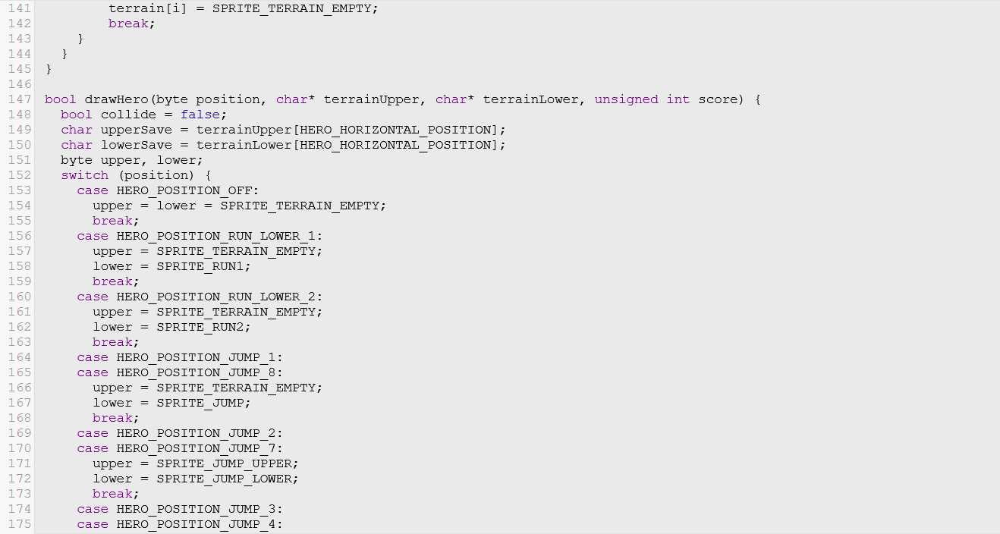 141         terrain[i] = SPRITE_TERRAIN_EMPTY;
142         break;
143     }
144   }
145 }
146
147 bool drawHero(byte position, char* terrainUpper, char* terrainLower, unsigned int score) {
148   bool collide = false;
149   char upperSave = terrainUpper[HERO_HORIZONTAL_POSITION];
150   char lowerSave = terrainLower[HERO_HORIZONTAL_POSITION];
151   byte upper, lower;
152   switch (position) {
153     case HERO_POSITION_OFF:
154       upper = lower = SPRITE_TERRAIN_EMPTY;
155       break;
156     case HERO_POSITION_RUN_LOWER_1:
157       upper = SPRITE_TERRAIN_EMPTY;
158       lower = SPRITE_RUN1;
159       break;
160     case HERO_POSITION_RUN_LOWER_2:
161       upper = SPRITE_TERRAIN_EMPTY;
162       lower = SPRITE_RUN2;
163       break;
164     case HERO_POSITION_JUMP_1:
165     case HERO_POSITION_JUMP_8:
166       upper = SPRITE_TERRAIN_EMPTY;
167       lower = SPRITE_JUMP;
168       break;
169     case HERO_POSITION_JUMP_2:
170     case HERO_POSITION_JUMP_7:
171       upper = SPRITE_JUMP_UPPER;
172       lower = SPRITE_JUMP_LOWER;
173       break;
174     case HERO_POSITION_JUMP_3:
175     case HERO_POSITION_JUMP_4: